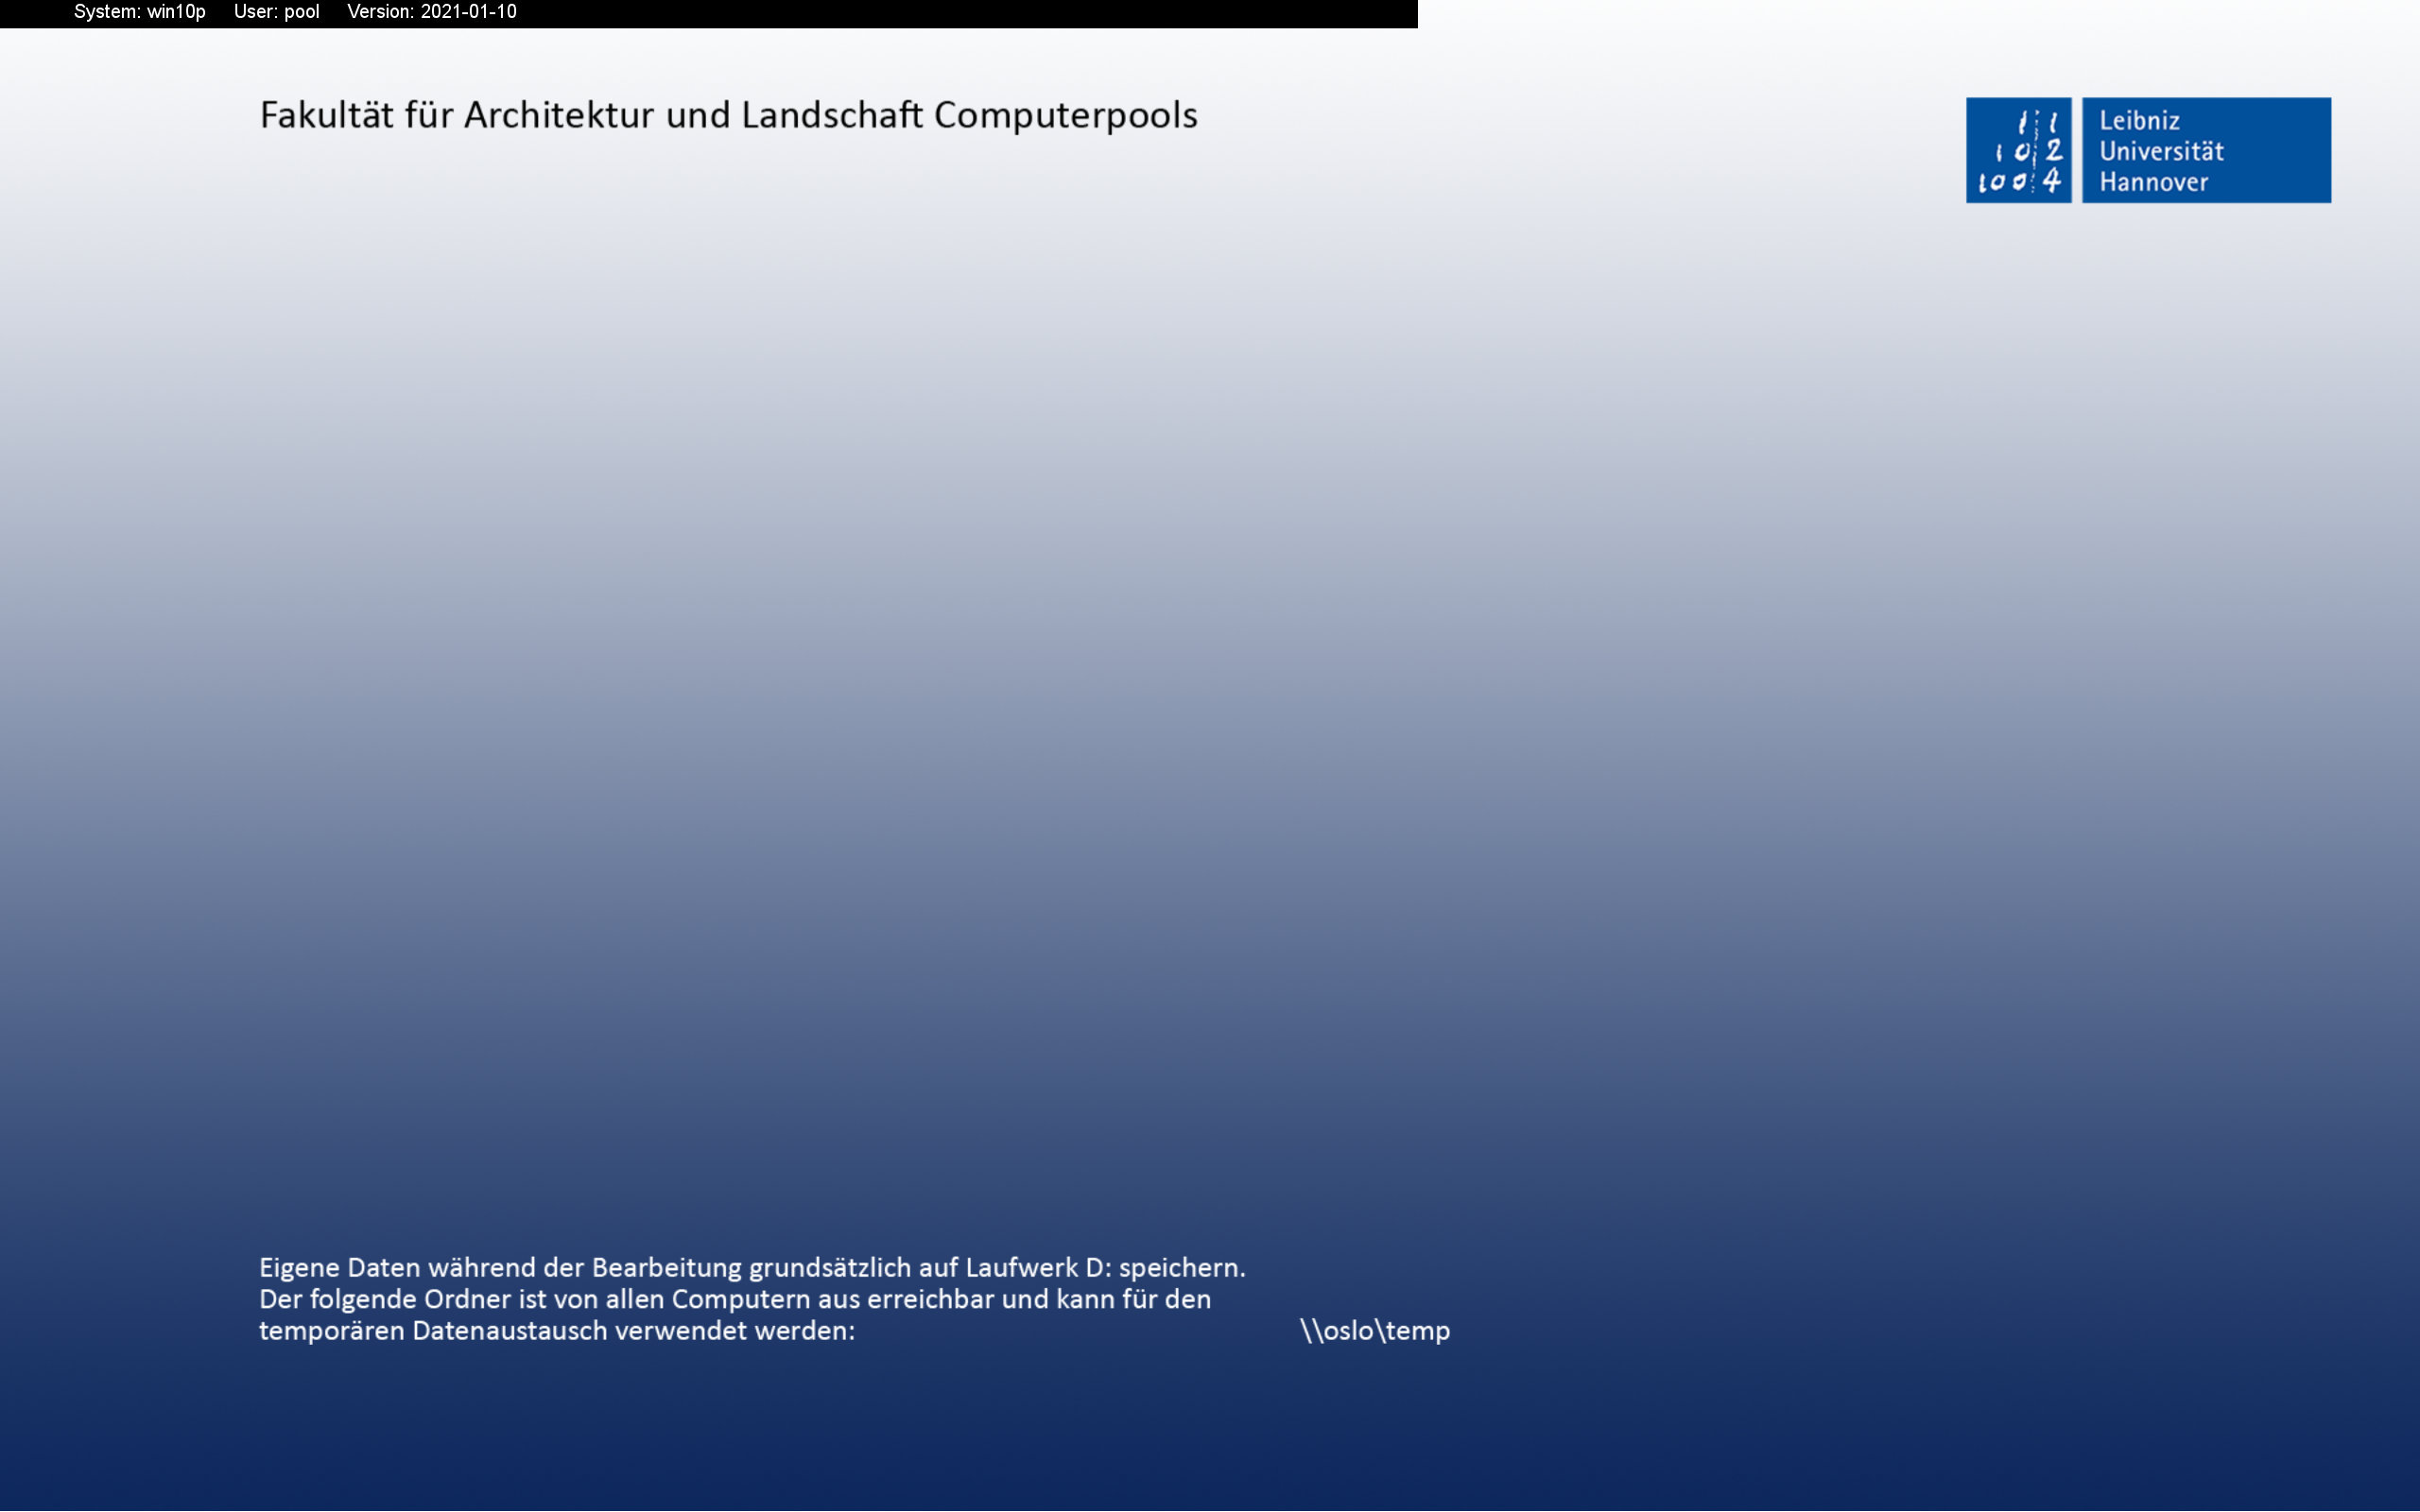 System: win10p User: pool Version: 2021-01-10
Fakultät für Architektur und Landschaft Computerpools
1 1
1 0 2
1 0 0 4
Leibniz
Universität
Hannover
Eigene Daten während der Bearbeitung grundsätzlich auf Laufwerk D: speichern.
Der folgende Ordner ist von allen Computern aus erreichbar und kann für den
temporären Datenaustausch verwendet werden: \\oslo\temp